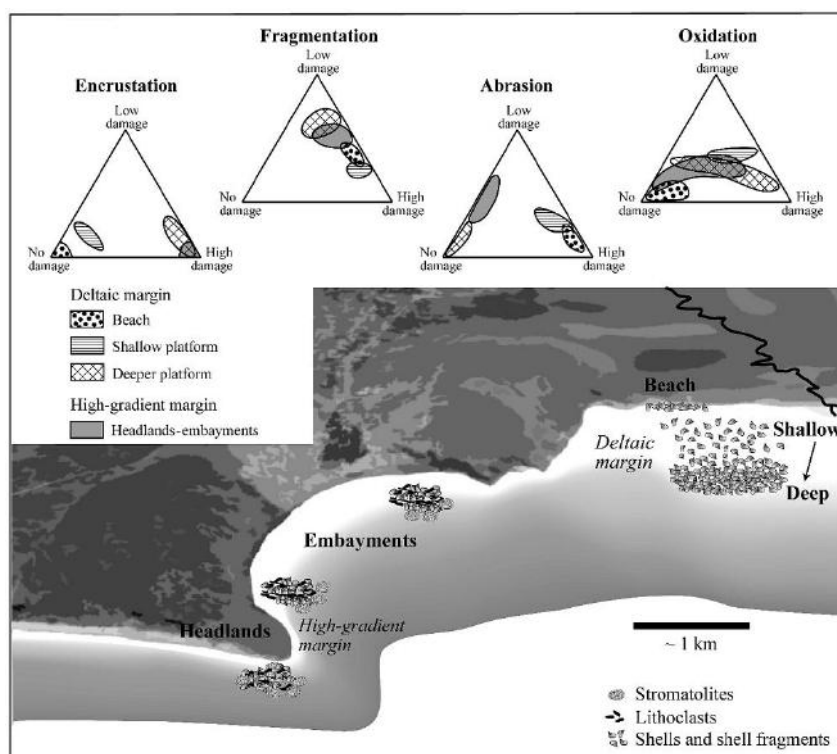 Fragmentation
Low
damage
No
damage
High
damage
Oxidation
Low
damage
No
damage
High
damage
Encrustation
Low
damage
No
damage
High
damage
Abrasion
Low
damage
No
damage
High
damage
Deltaic margin
Beach
Shallow platform
Deeper platform
High-gradient margin
Headlands-embayments
Beach
Deltaic
margin
Shallow
Deep
Embayments
Headlands
High-gradient
margin
~ 1 km
Stromatolites
Lithoclasts
Shells and shell fragments